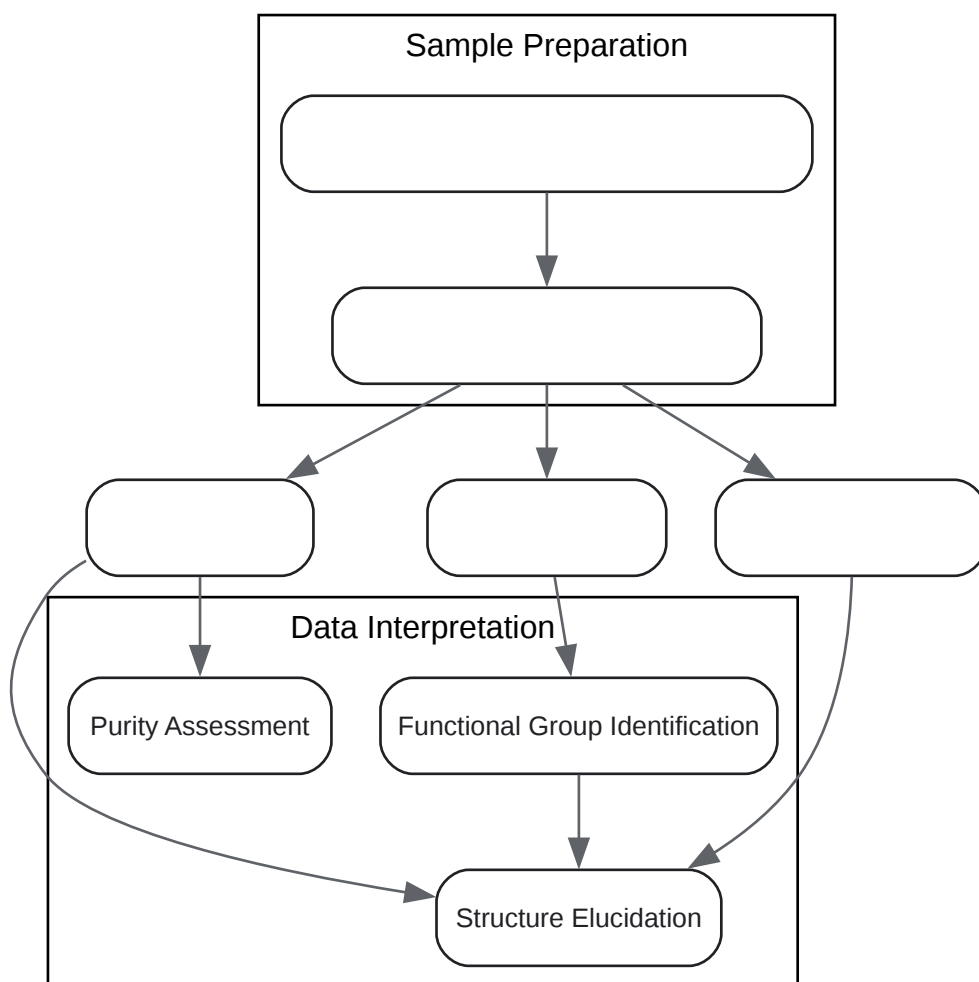 Sample Preparation
Data Interpretation
Purity Assessment
Functional Group Identification
Structure Elucidation